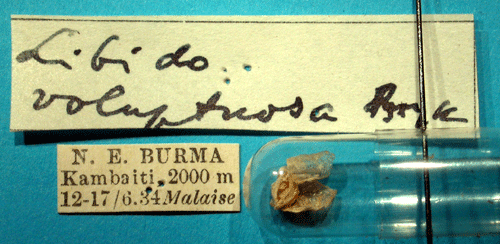 Libido
voluptuosa Bryk
N. E. BURMA
Kambaiti, 2000 m
12-17/6.34 Malaise